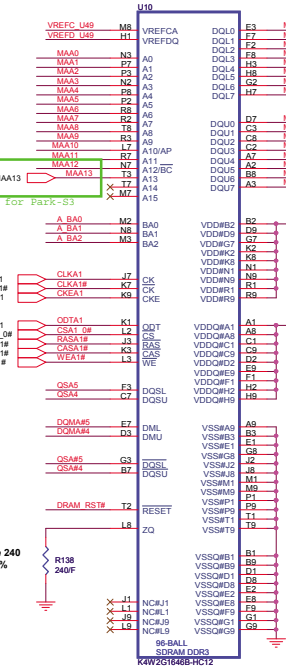 U10
VREFC_U49 M8 VREFCA DQL0 E3
VREFD_U49 H1 VREFDQ DQL1 F7
DQL2 F2
MAA0 N3 A0 DQL3 F8
MAA1 P7 A1 DQL4 H3
MAA2 P3 A2 DQL5 H8
MAA3 N2 A3 DQL6 G2
MAA4 P8 A4 DQL7 H7
MAA5 P2 A5
MAA6 R8 A6
MAA7 R2 A7 DQU0 D7
MAA8 T8 A8 DQU1 C3
MAA9 R3 A9 DQU2 C8
MAA10 L7 A10/AP DQU3 C2
MAA11 R7 A11 DQU4 A7
MAA12 N7 A12/BC DQU5 A2
MAA13 MAA13 T3 A13 DQU6 B8
T7 A14 DQU7 A3
M7 A15
for Park-S3
A_BA0 M2 BA0 VDD#B2 B2
A_BA1 N8 BA1 VDD#D9 D9
A_BA2 M3 BA2 VDD#G7 G7
VDD#K2 K2
VDD#K8 K8
VDD#N1 N1
CLKA1 J7 CK VDD#N9 N9
CLKA1# K7 CK VDD#R1 R1
CKEA1 K9 CKE VDD#R9 R9
ODTA1 K1 ODT VDDQ#A1 A1
CSA1_0# L2 CS VDDQ#A8 A8
RASA1# J3 RAS VDDQ#C1 C1
CASA1# K3 CAS VDDQ#C9 C9
WEA1# L3 WE VDDQ#D2 D2
VDDQ#E9 E9
VDDQ#F1 F1
QSA5 F3 DQSL VDDQ#H2 H2
QSA4 C7 DQSU VDDQ#H9 H9
DQMA#5 E7 DML VSS#A9 A9
DQMA#4 D3 DMU VSS#B3 B3
VSS#E1 E1
VSS#G8 G8
QSA#5 G3 DQSL VSS#J2 J2
QSA#4 B7 DQSU VSS#J8 J8
VSS#M1 M1
VSS#M9 M9
VSS#P1 P1
DRAM_RST# T2 RESET VSS#P9 P9
VSS#T1 T1
L8 ZQ VSS#T9 T9
240
%
R138
240/F
VSSQ#B1 B1
VSSQ#B9 B9
VSSQ#D1 D1
VSSQ#D8 D8
VSSQ#E2 E2
J1 NC#J1 VSSQ#E8 E8
L1 NC#L1 VSSQ#F9 F9
J9 NC#J9 VSSQ#G1 G1
L9 NC#L9 VSSQ#G9 G9
96-BALL
SDRAM DDR3
K4W2G1646B-HC12